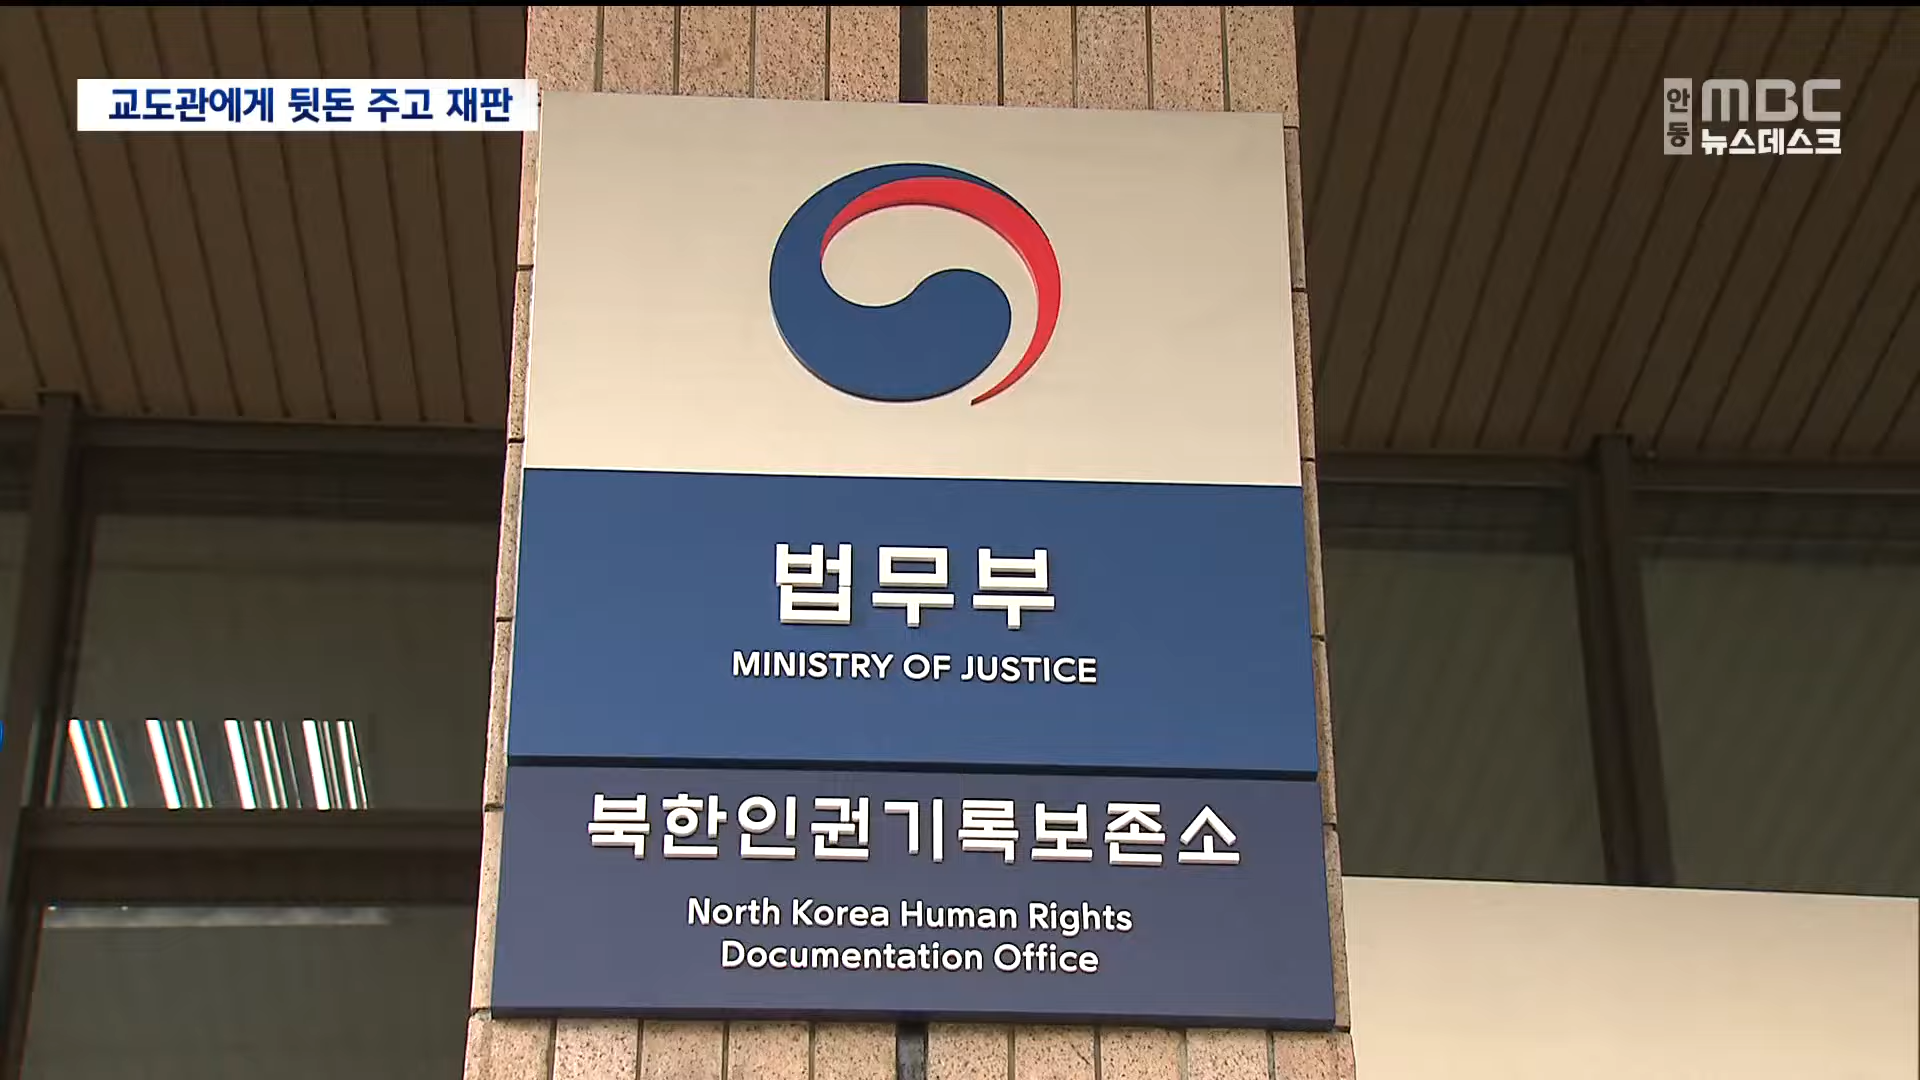 교도관에게 뒷돈 주고 재판
안동 MBC
뉴스데스크
법무부
MINISTRY OF JUSTICE
북한인권기록보존소
North Korea Human Rights
Documentation Office